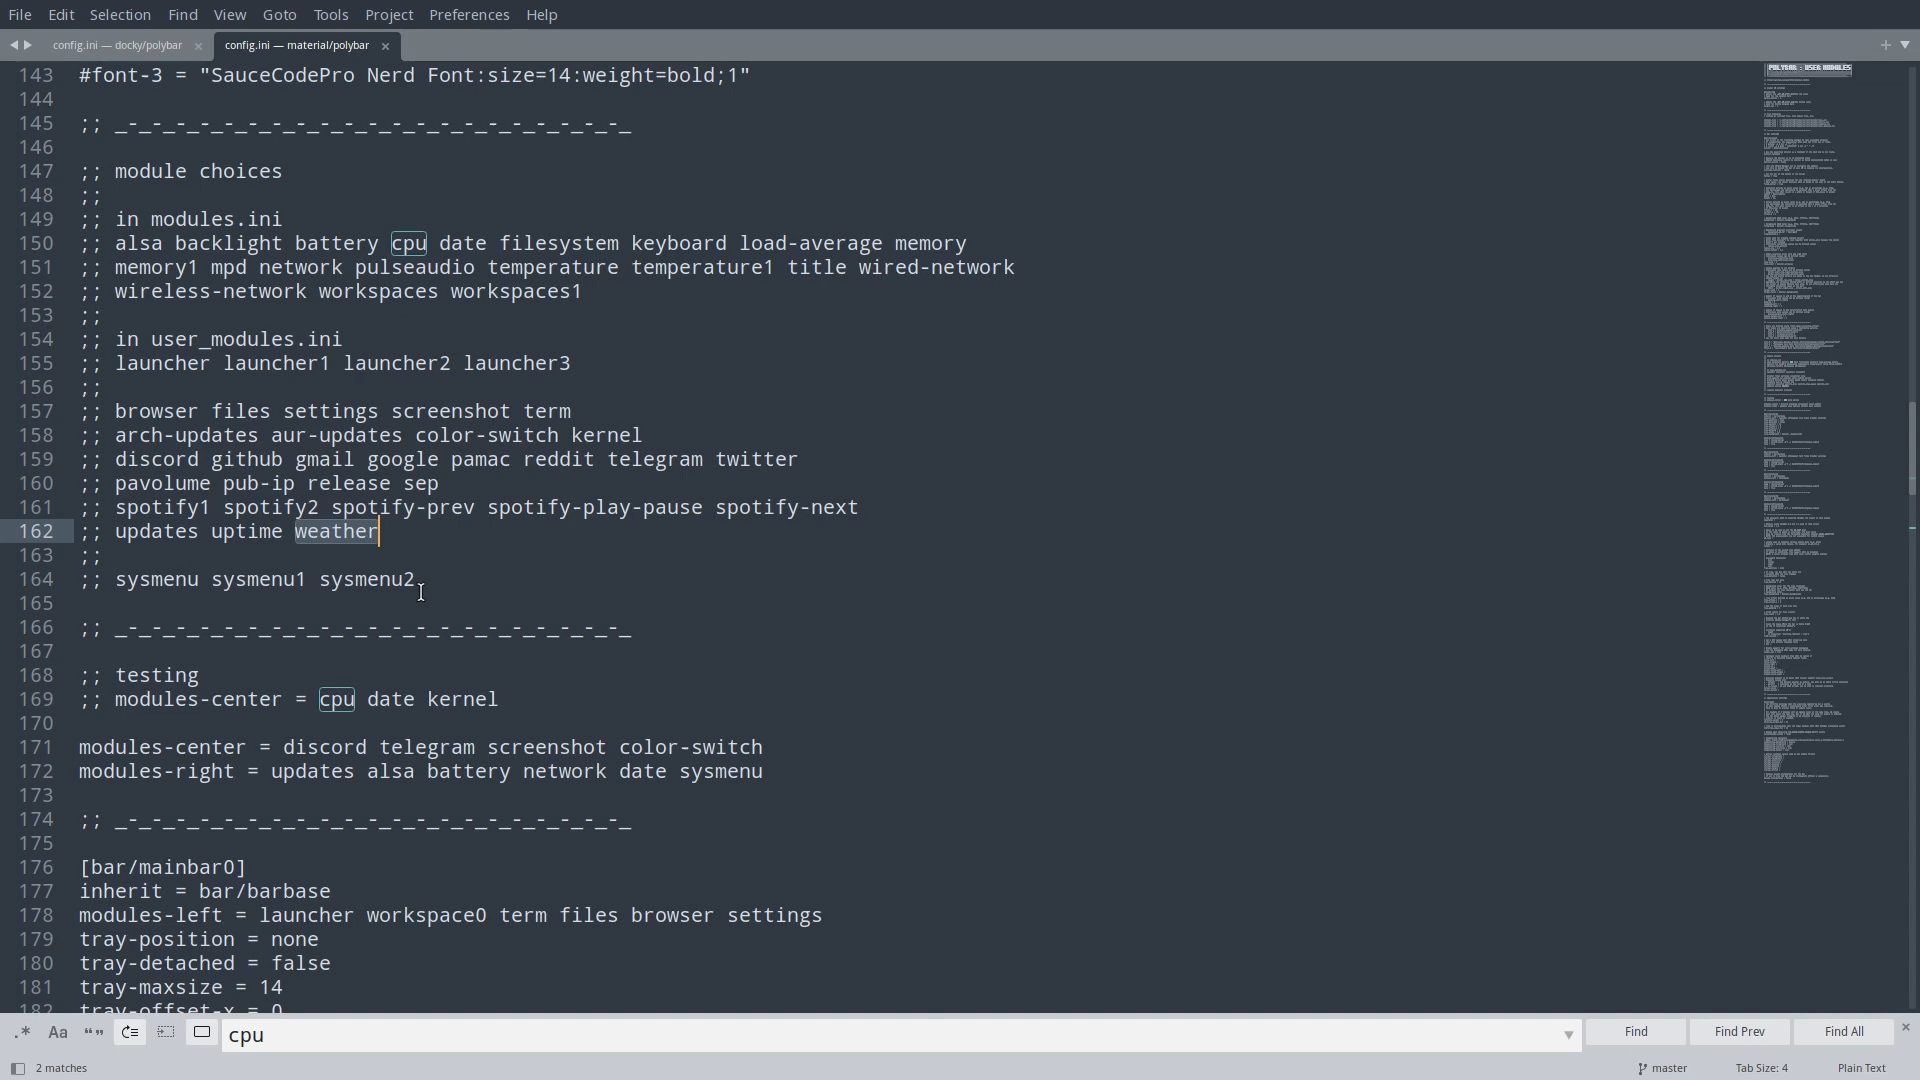 File Edit Selection Find View Goto Tools Project Preferences Help
config.ini — docky/polybar × config.ini — material/polybar ×
143 #font-3 = "SauceCodePro Nerd Font:size=14:weight=bold;1"
144
145 ;; _-_-_-_-_-_-_-_-_-_-_-_-_-_-_-_-_-_-_-_-_-_
146
147 ;; module choices
148 ;;
149 ;; in modules.ini
150 ;; alsa backlight battery cpu date filesystem keyboard load-average memory
151 ;; memory1 mpd network pulseaudio temperature temperature1 title wired-network
152 ;; wireless-network workspaces workspaces1
153 ;;
154 ;; in user_modules.ini
155 ;; launcher launcher1 launcher2 launcher3
156 ;;
157 ;; browser files settings screenshot term
158 ;; arch-updates aur-updates color-switch kernel
159 ;; discord github gmail google pamac reddit telegram twitter
160 ;; pavolume pub-ip release sep
161 ;; spotify1 spotify2 spotify-prev spotify-play-pause spotify-next
162 ;; updates uptime weather
163 ;;
164 ;; sysmenu sysmenu1 sysmenu2
165
166 ;; _-_-_-_-_-_-_-_-_-_-_-_-_-_-_-_-_-_-_-_-_-_
167
168 ;; testing
169 ;; modules-center = cpu date kernel
170
171 modules-center = discord telegram screenshot color-switch
172 modules-right = updates alsa battery network date sysmenu
173
174 ;; _-_-_-_-_-_-_-_-_-_-_-_-_-_-_-_-_-_-_-_-_-_
175
176 [bar/mainbar0]
177 inherit = bar/barbase
178 modules-left = launcher workspace0 term files browser settings
179 tray-position = none
180 tray-detached = false
181 tray-maxsize = 14
182 tray-offset-x = 0
.* Aa “” cpu Find Find Prev Find All ×
2 matches master Tab Size: 4 Plain Text
POLYBAR : USER MODULES